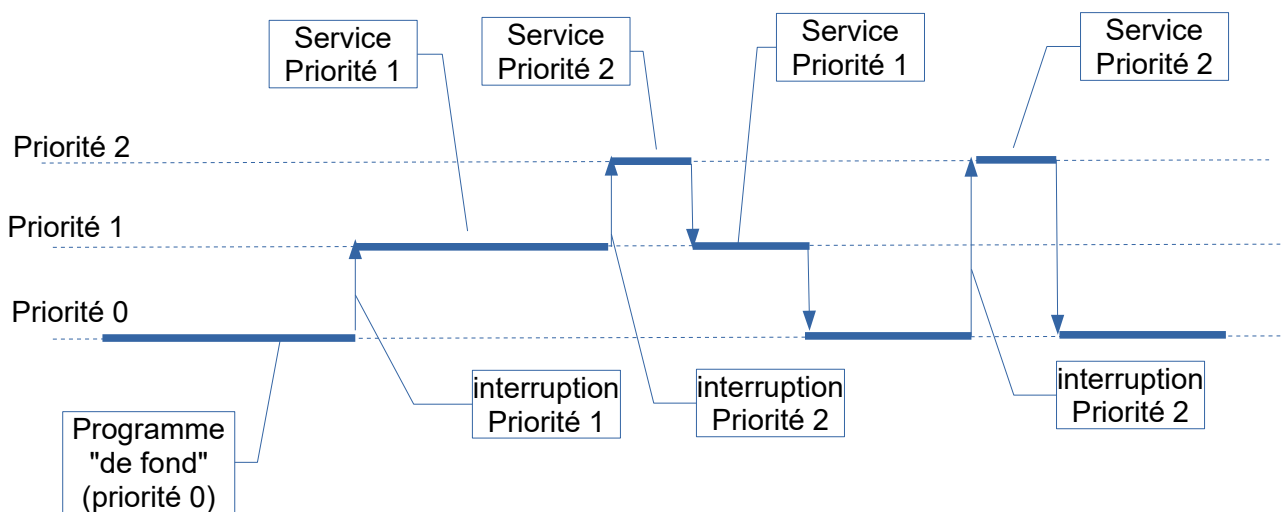 Service
Priorité 1
Service
Priorité 2
Service
Priorité 1
Service
Priorité 2
Priorité 2
Priorité 1
Priorité 0
interruption
Priorité 1
interruption
Priorité 2
interruption
Priorité 2
Programme
"de fond"
(priorité 0)